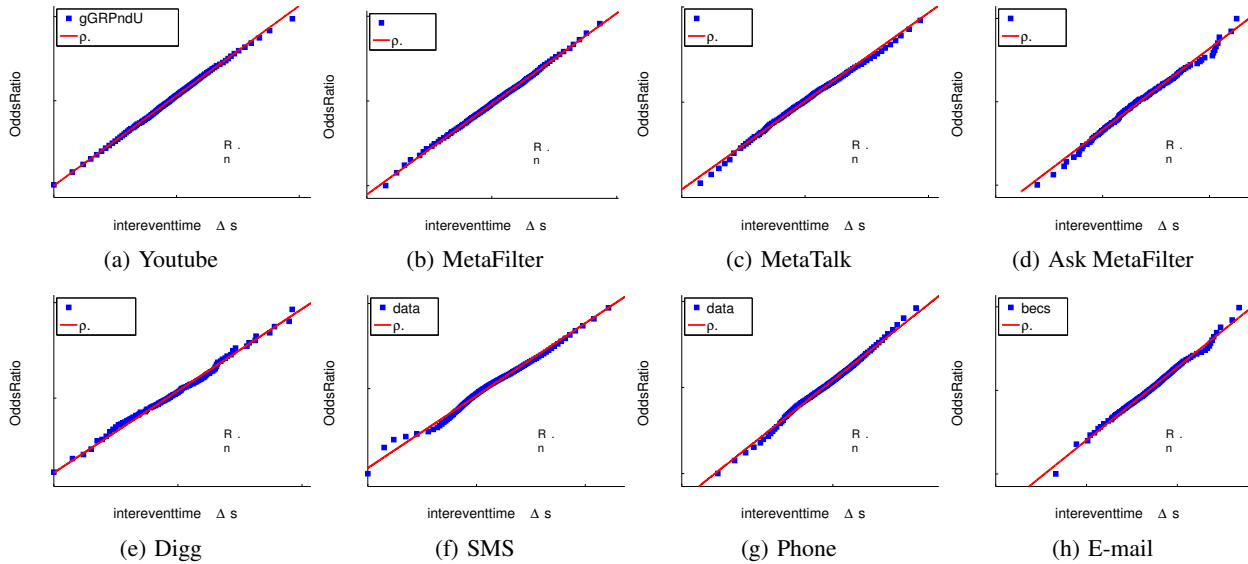 gGRPndU
ρ.
OddsRatio
R .
n
intereventtime Δ s
(a) Youtube
ρ.
OddsRatio
R .
n
intereventtime Δ s
(b) MetaFilter
ρ.
OddsRatio
R .
n
intereventtime Δ s
(c) MetaTalk
ρ.
OddsRatio
R .
n
intereventtime Δ s
(d) Ask MetaFilter
ρ.
OddsRatio
R .
n
intereventtime Δ s
(e) Digg
data
ρ.
OddsRatio
R .
n
intereventtime Δ s
(f) SMS
data
ρ.
OddsRatio
R .
n
intereventtime Δ s
(g) Phone
becs
ρ.
OddsRatio
R .
n
intereventtime Δ s
(h) E-mail